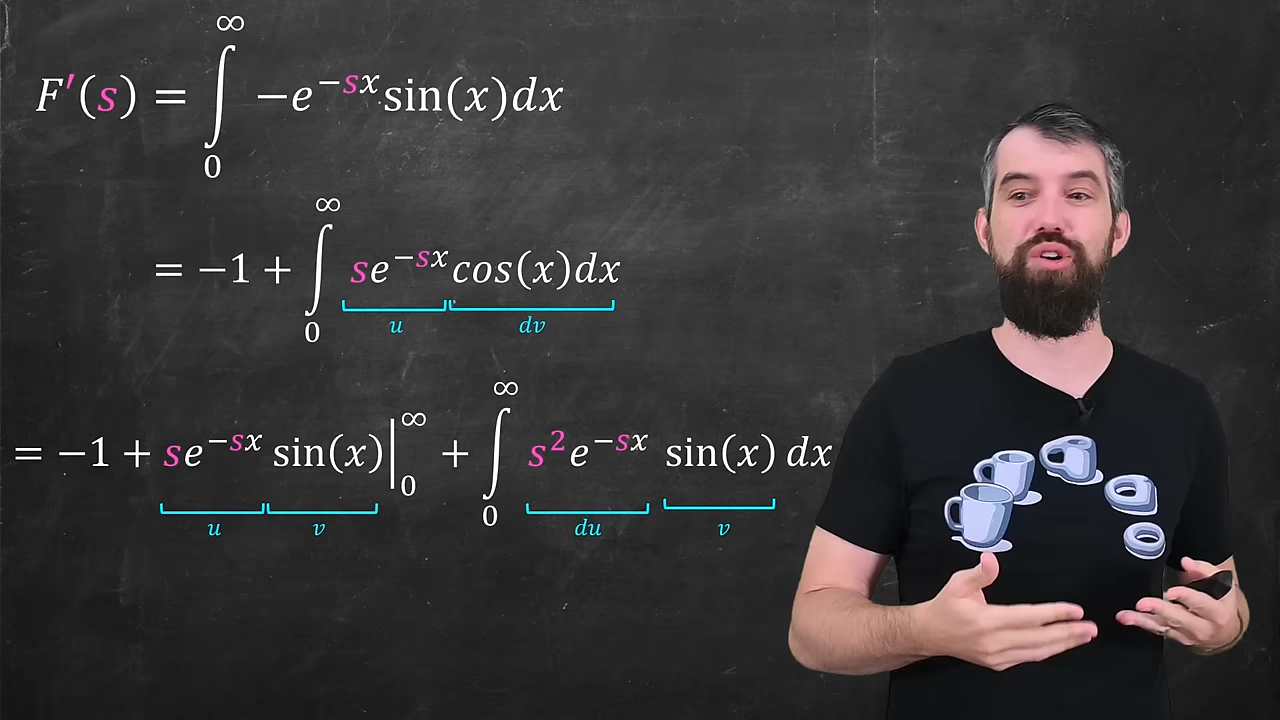 F′(s) = ∫₀^∞ −e^{−sx} sin(x)dx
= −1 + ∫₀^∞ se^{−sx} cos(x)dx
u dv
= −1 + se^{−sx} sin(x)|₀^∞ + ∫₀^∞ s²e^{−sx} sin(x) dx
u v du v